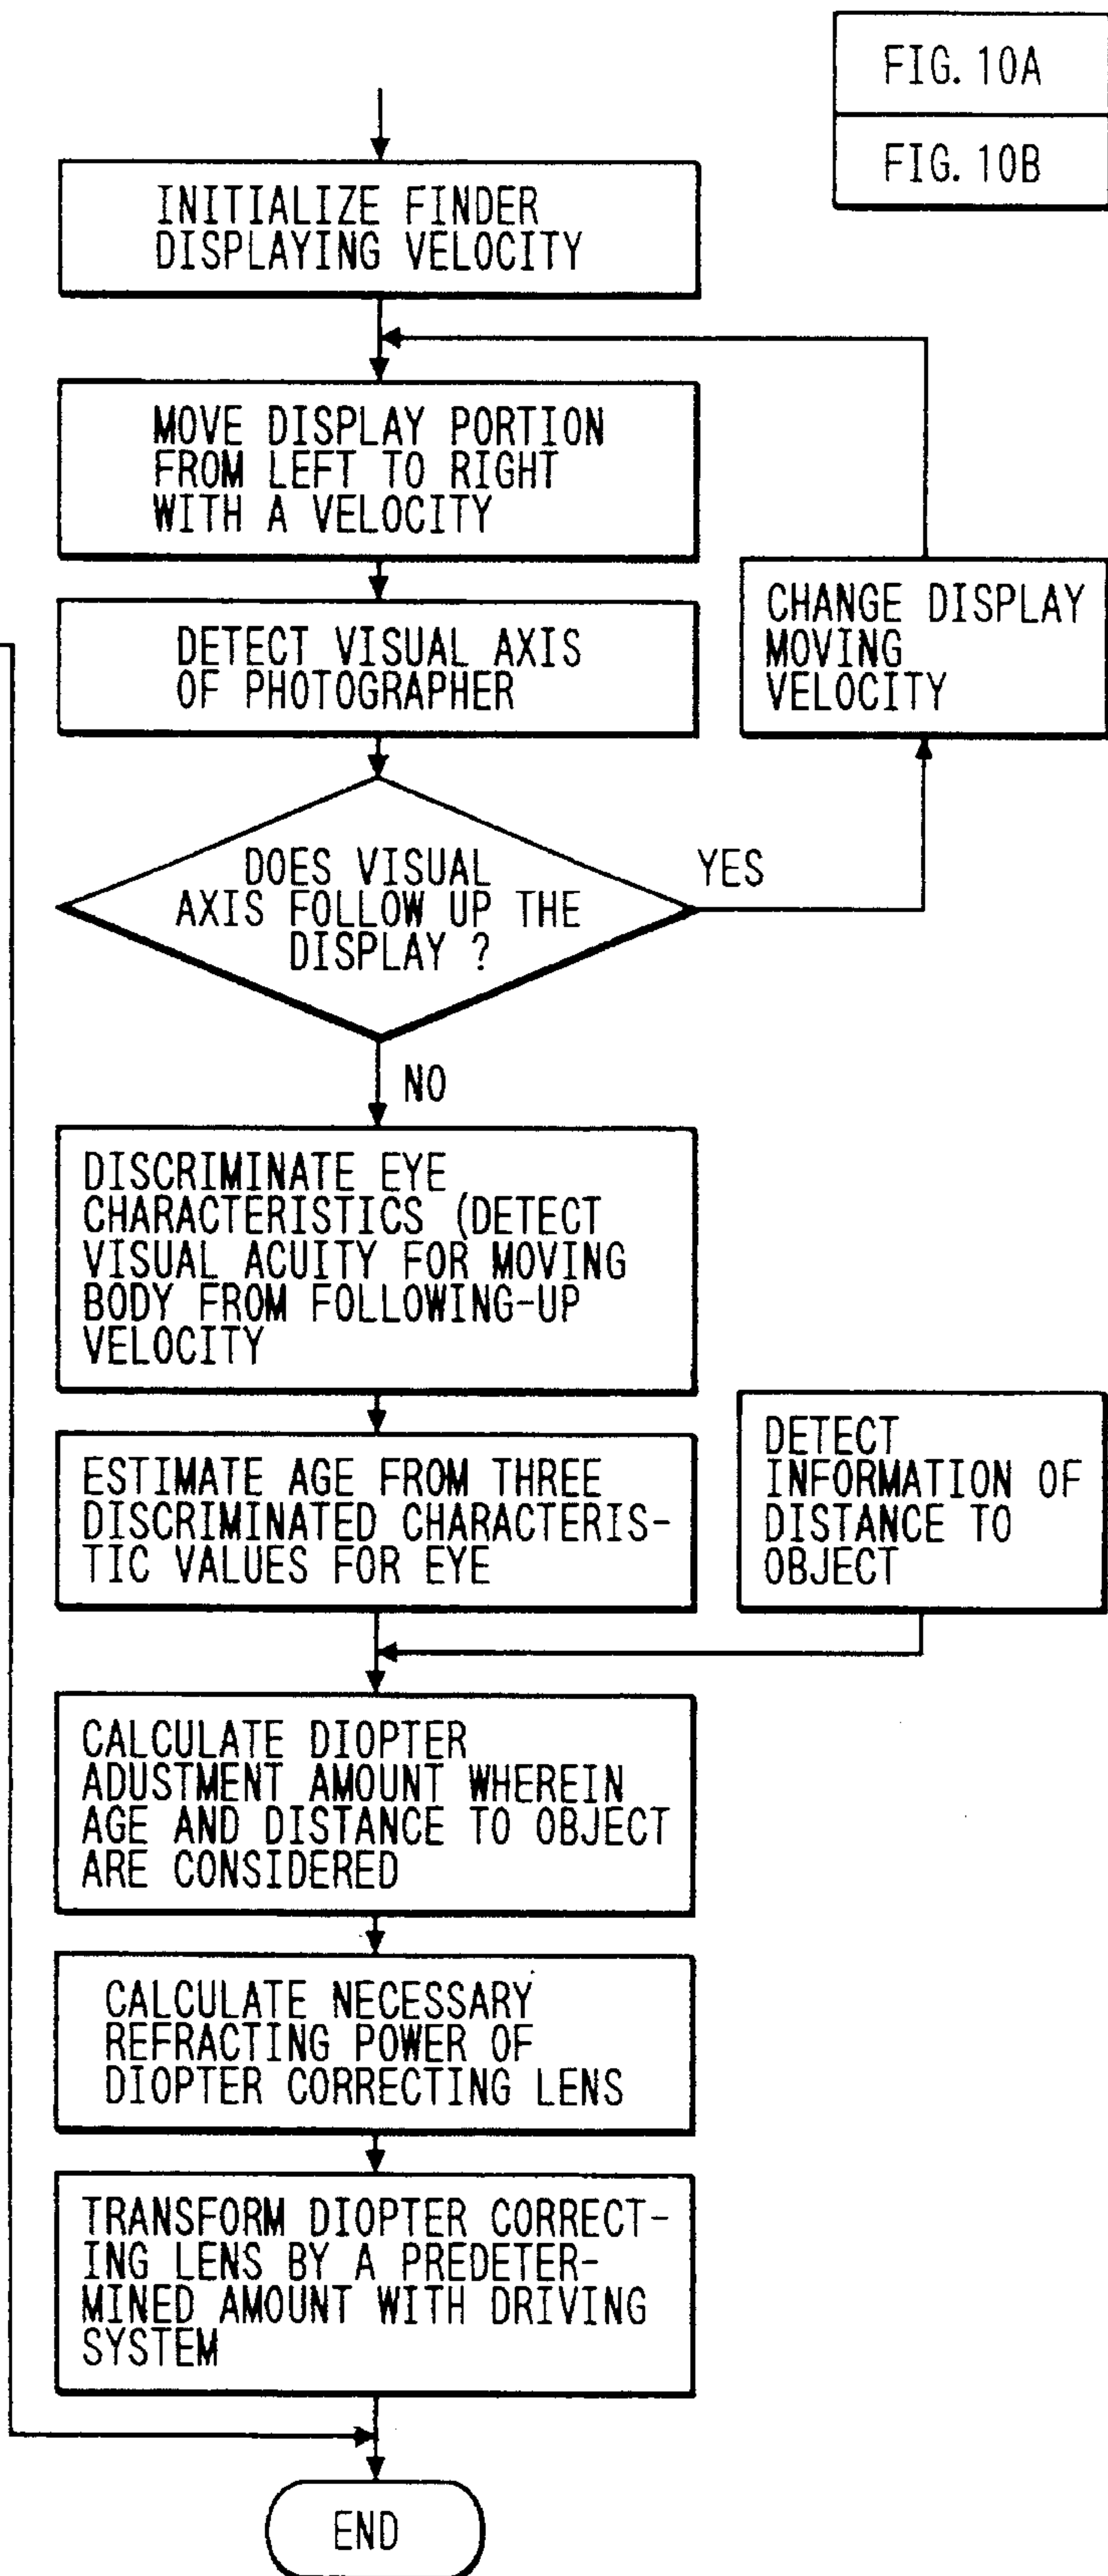 FIG. 10A
FIG. 10B
INITIALIZE FINDER
DISPLAYING VELOCITY
MOVE DISPLAY PORTION
FROM LEFT TO RIGHT
WITH A VELOCITY
DETECT VISUAL AXIS
OF PHOTOGRAPHER
CHANGE DISPLAY
MOVING
VELOCITY
DOES VISUAL
AXIS FOLLOW UP THE
DISPLAY ?
YES
NO
DISCRIMINATE EYE
CHARACTERISTICS (DETECT
VISUAL ACUITY FOR MOVING
BODY FROM FOLLOWING-UP
VELOCITY
ESTIMATE AGE FROM THREE
DISCRIMINATED CHARACTERIS-
TIC VALUES FOR EYE
DETECT
INFORMATION OF
DISTANCE TO
OBJECT
CALCULATE DIOPTER
ADUSTMENT AMOUNT WHEREIN
AGE AND DISTANCE TO OBJECT
ARE CONSIDERED
CALCULATE NECESSARY
REFRACTING POWER OF
DIOPTER CORRECTING LENS
TRANSFORM DIOPTER CORRECT-
ING LENS BY A PREDETER-
MINED AMOUNT WITH DRIVING
SYSTEM
END